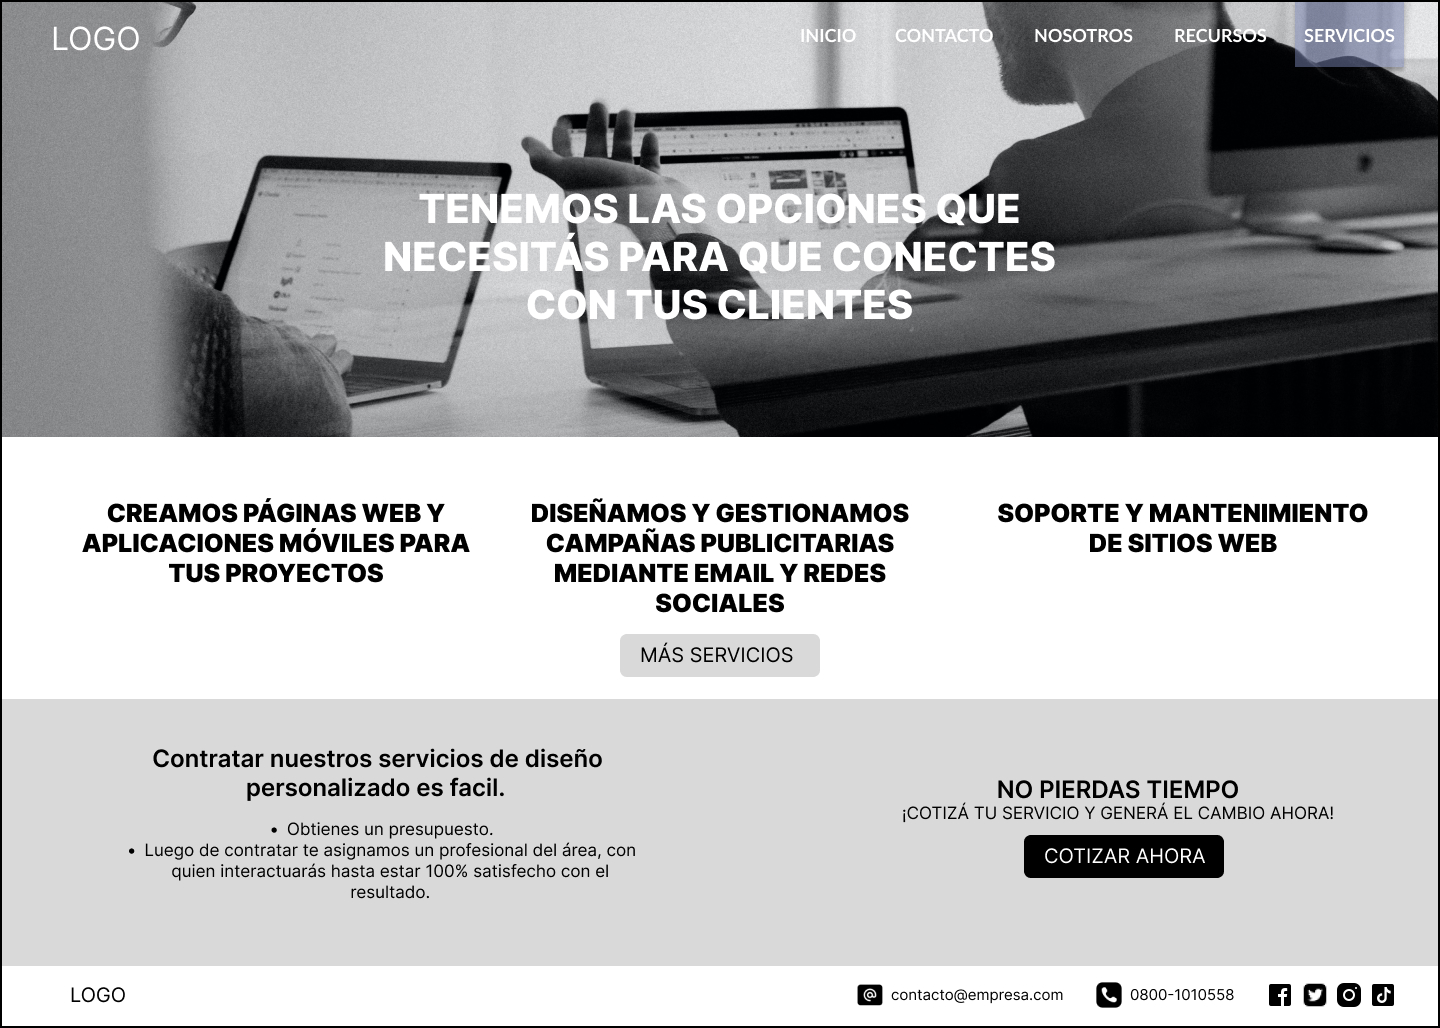 LOGO
INICIO CONTACTO NOSOTROS RECURSOS SERVICIOS
TENEMOS LAS OPCIONES QUE
NECESITÁS PARA QUE CONECTES
CON TUS CLIENTES
CREAMOS PÁGINAS WEB Y
APLICACIONES MÓVILES PARA
TUS PROYECTOS
DISEÑAMOS Y GESTIONAMOS
CAMPAÑAS PUBLICITARIAS
MEDIANTE EMAIL Y REDES
SOCIALES
SOPORTE Y MANTENIMIENTO
DE SITIOS WEB
MÁS SERVICIOS
Contratar nuestros servicios de diseño
personalizado es facil.
• Obtienes un presupuesto.
• Luego de contratar te asignamos un profesional del área, con
quien interactuarás hasta estar 100% satisfecho con el
resultado.
NO PIERDAS TIEMPO
¡COTIZÁ TU SERVICIO Y GENERÁ EL CAMBIO AHORA!
COTIZAR AHORA
LOGO
contacto@empresa.com
0800-1010558